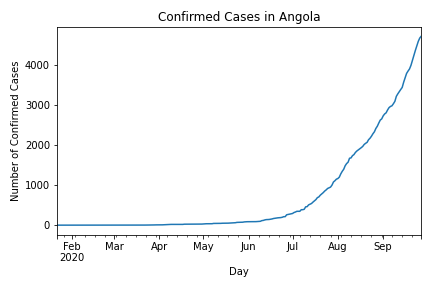 Confirmed Cases in Angola
Number of Confirmed Cases
4000
3000
2000
1000
0
Feb Mar Apr May Jun Jul Aug Sep
2020
Day